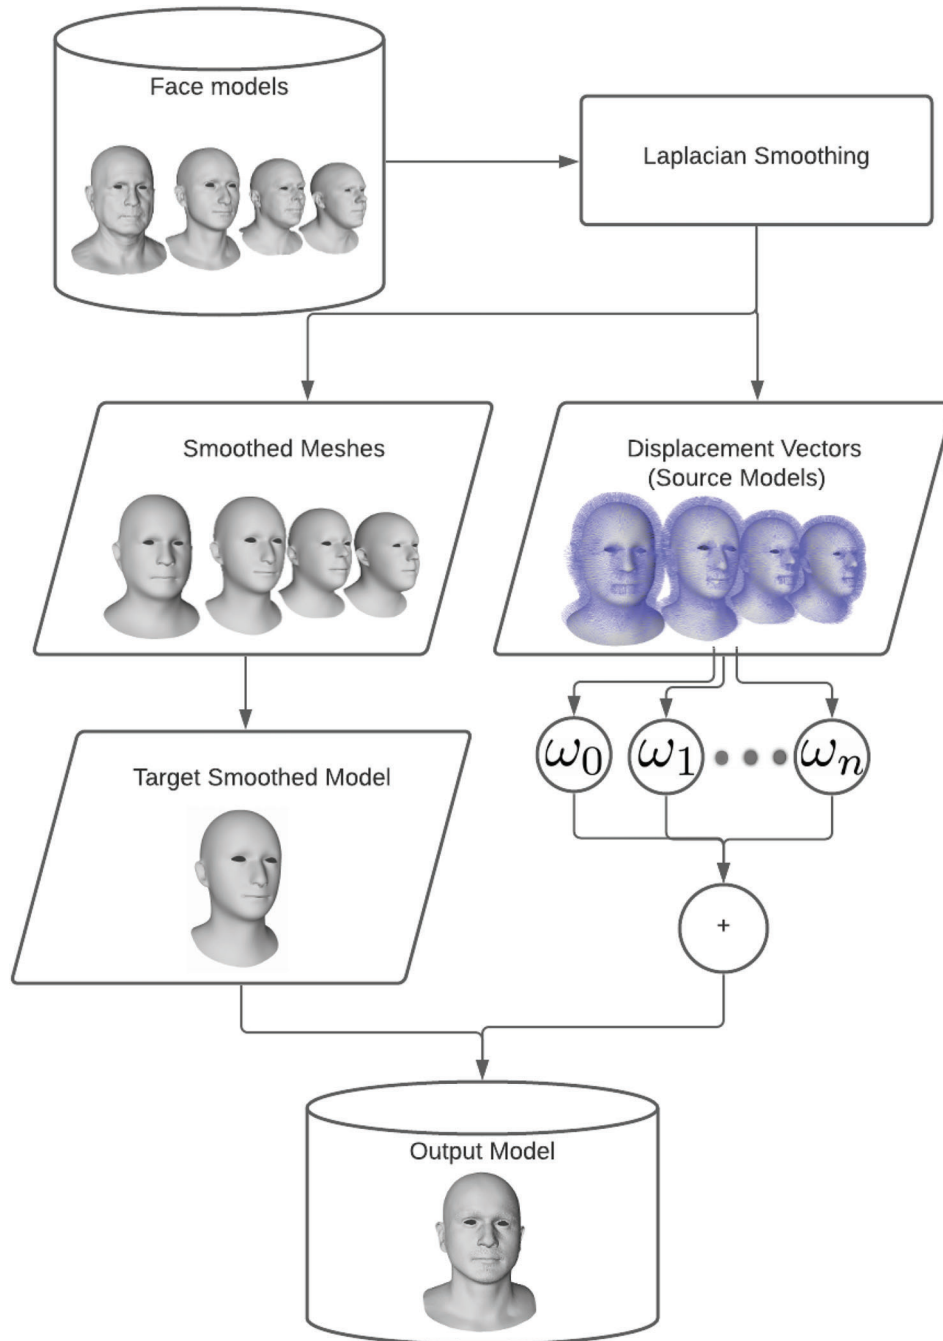 Face models
Laplacian Smoothing
Smoothed Meshes
Displacement Vectors
(Source Models)
ω₀ ω₁ ωₙ
Target Smoothed Model
+
Output Model